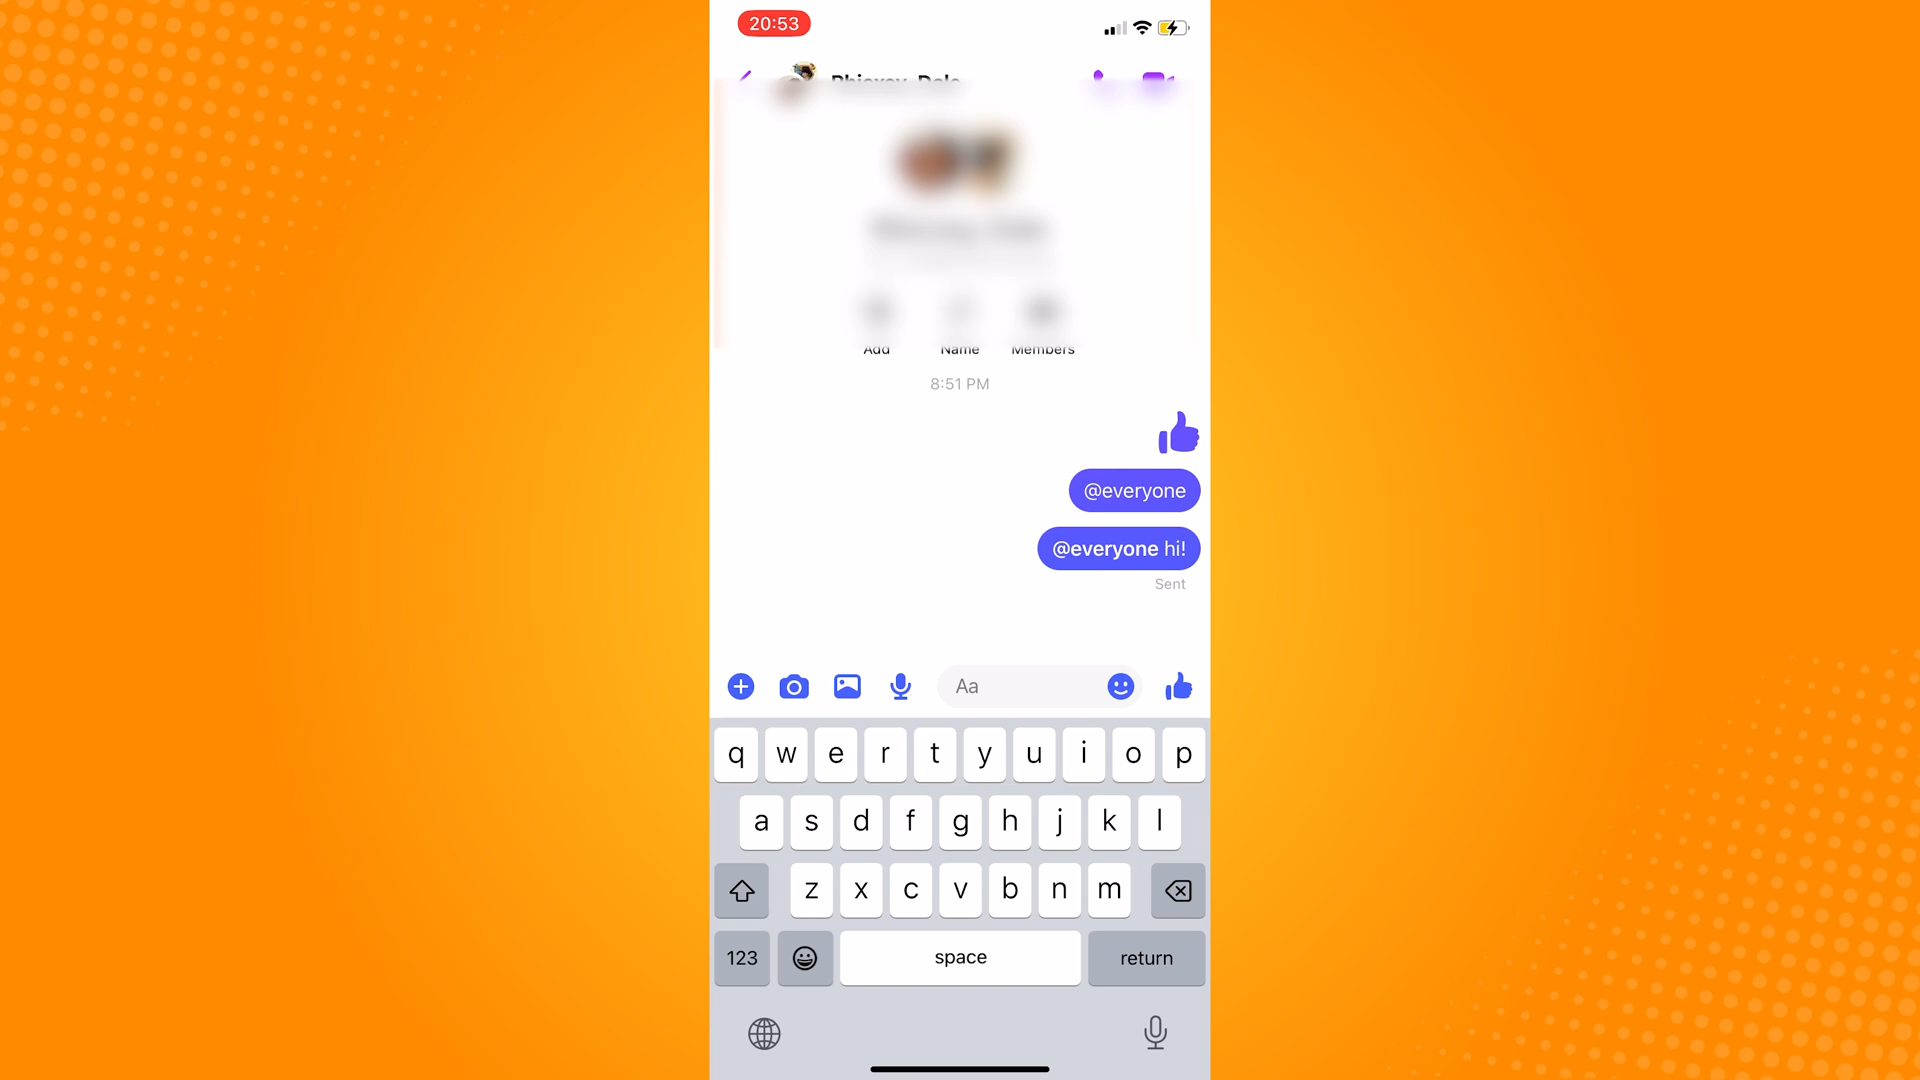 20:53
Add Name Members
8:51 PM
@everyone
@everyone hi!
Sent
Aa
q w e r t y u i o p
a s d f g h j k l
z x c v b n m
123 space return